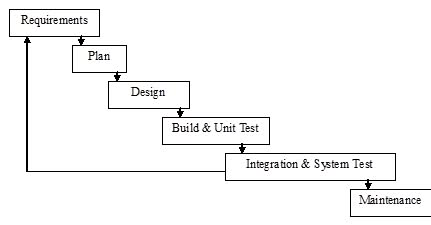 Requirements
Plan
Design
Build & Unit Test
Integration & System Test
Maintenance